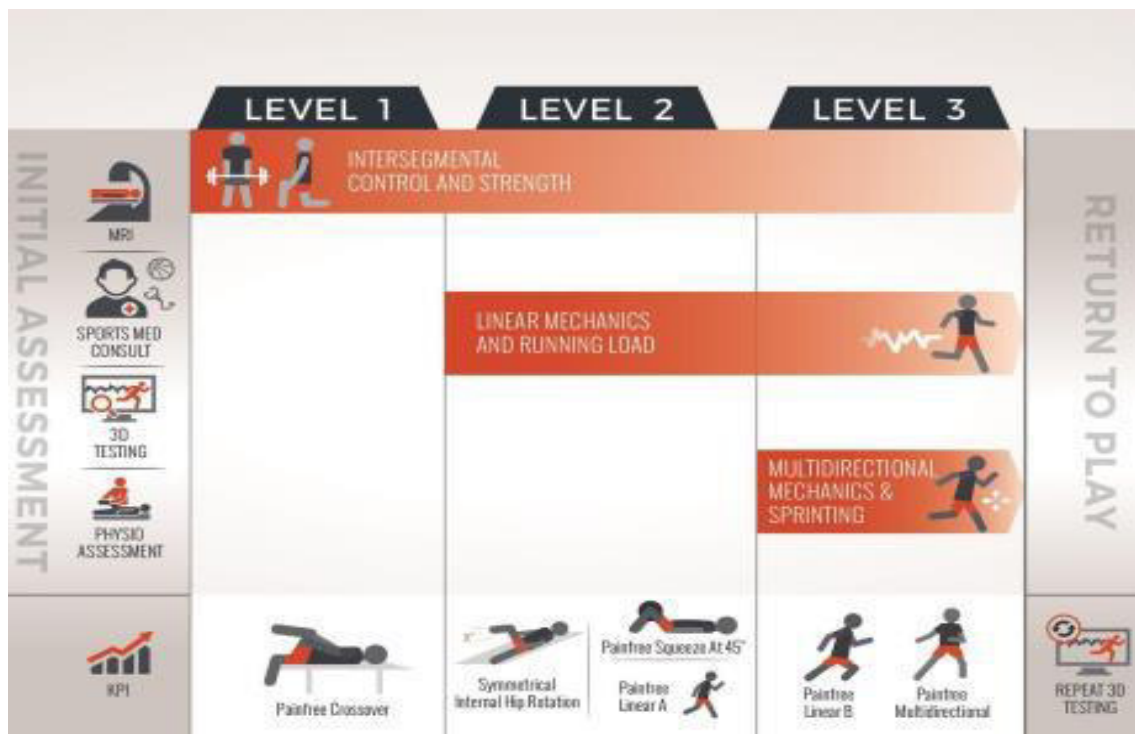 LEVEL 1
LEVEL 2
LEVEL 3
INITIAL ASSESSMENT
MRI
SPORTS MED
CONSULT
3D
TESTING
PHYSIO
ASSESSMENT
INTERSEGMENTAL
CONTROL AND STRENGTH
LINEAR MECHANICS
AND RUNNING LOAD
MULTIDIRECTIONAL
MECHANICS &
SPRINTING
RETURN TO PLAY
KPI
Painfree Crossover
Symmetrical
Internal Hip Rotation
Painfree Squeeze At 45°
Painfree
Linear A
Painfree
Linear B
Painfree
Multidirectional
REPEAT 3D
TESTING